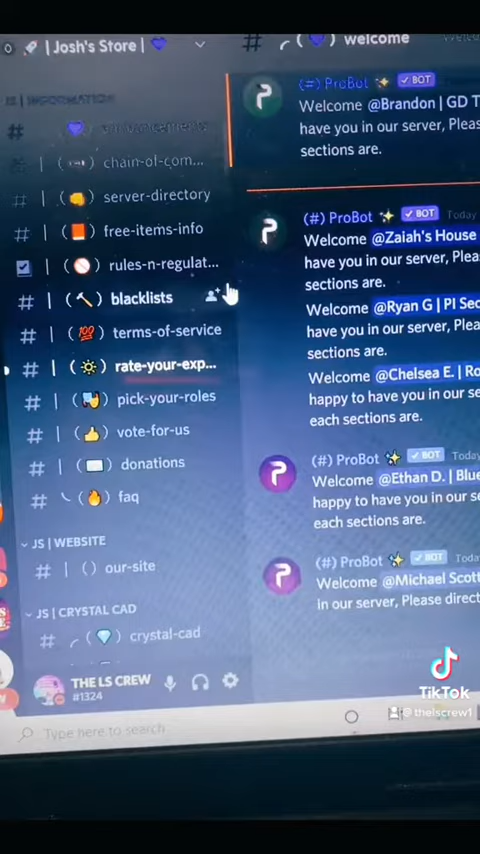 | Josh's Store |
JS | INFORMATION
announcements
chain-of-com...
server-directory
free-items-info
rules-n-regulat...
blacklists
terms-of-service
rate-your-exp...
pick-your-roles
vote-for-us
donations
faq
JS | WEBSITE
our-site
JS | CRYSTAL CAD
crystal-cad
THE LS CREW
#1324
Type here to search
welcome
(=) ProBot ✓ BOT
Welcome @Brandon | GD T
have you in our server, Pleas
sections are.
(#) ProBot ✓ BOT Today
Welcome @Zaiah's House
have you in our server, Pleas
sections are.
Welcome @Ryan G | PI Sec
have you in our server, Plea
sections are.
Welcome @Chelsea E. | Ro
happy to have you in our se
each sections are.
(#) ProBot ✓ BOT Today
Welcome @Ethan D. | Blue
happy to have you in our se
each sections are.
(#) ProBot ✓ BOT Toda
Welcome @Michael Scott
in our server, Please direct
TikTok
@thelscrew1